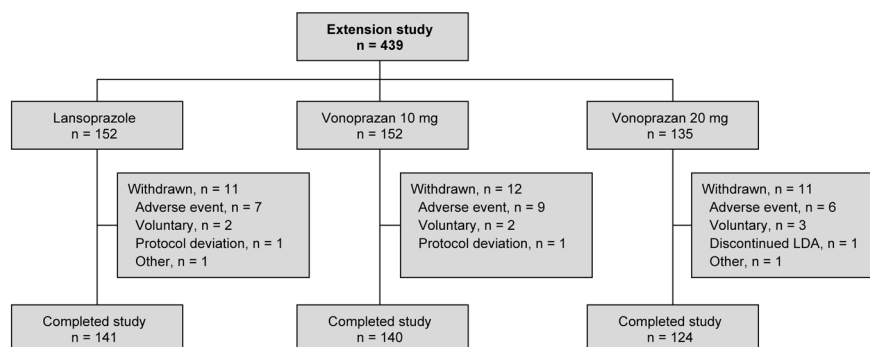 Extension study
n = 439
Lansoprazole
n = 152
Vonoprazan 10 mg
n = 152
Vonoprazan 20 mg
n = 135
Withdrawn, n = 11
Adverse event, n = 7
Voluntary, n = 2
Protocol deviation, n = 1
Other, n = 1
Withdrawn, n = 12
Adverse event, n = 9
Voluntary, n = 2
Protocol deviation, n = 1
Withdrawn, n = 11
Adverse event, n = 6
Voluntary, n = 3
Discontinued LDA, n = 1
Other, n = 1
Completed study
n = 141
Completed study
n = 140
Completed study
n = 124